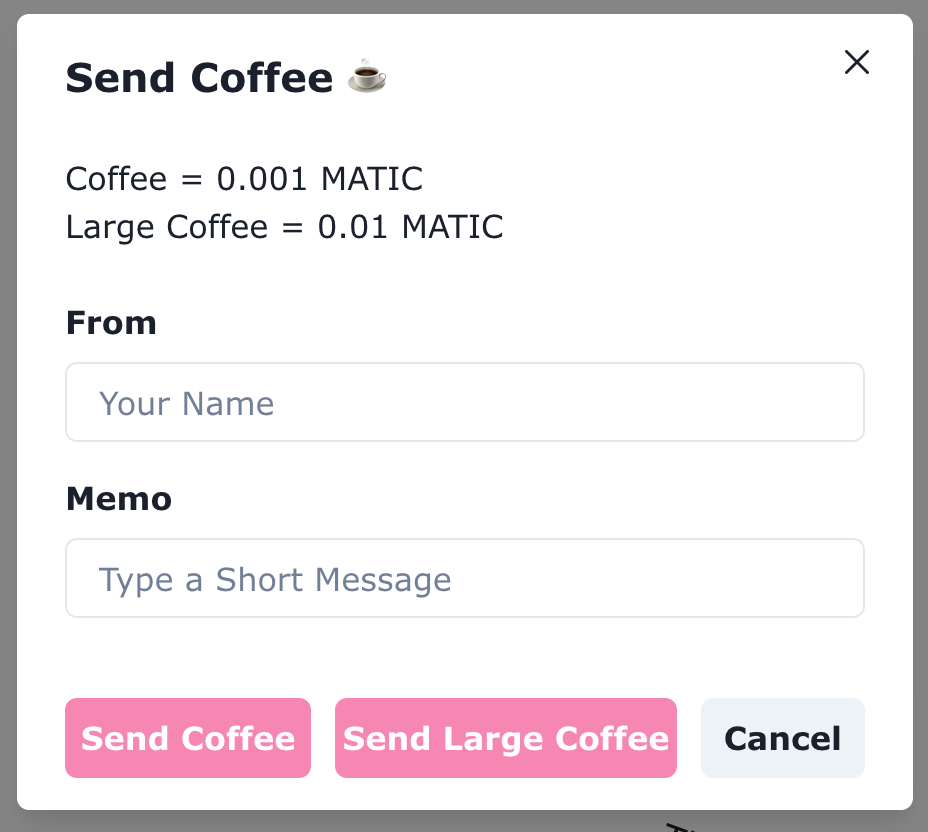 Send Coffee ☕
Coffee = 0.001 MATIC
Large Coffee = 0.01 MATIC
From
Your Name
Memo
Type a Short Message
Send Coffee
Send Large Coffee
Cancel